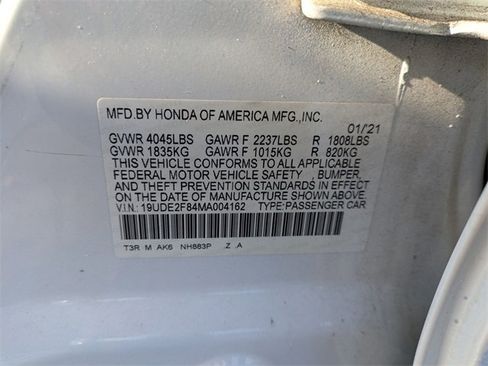 MFD.BY HONDA OF AMERICA MFG.,INC.
01/'21
GVWR 4045LBS GAWR F 2237LBS R 1808LBS
GVWR 1835KG GAWR F 1015KG R 820KG
THIS VEHICLE CONFORMS TO ALL APPLICABLE
FEDERAL MOTOR VEHICLE SAFETY , BUMPER,
AND THEFT PREVENTION STANDARDS IN EFFECT
ON THE DATE OF MANUFACTURE SHOWN ABOVE.
V.I.N.: 19UDE2F84MA004162 TYPE:PASSENGER CAR
T3R M AK6 NH883P .Z .A